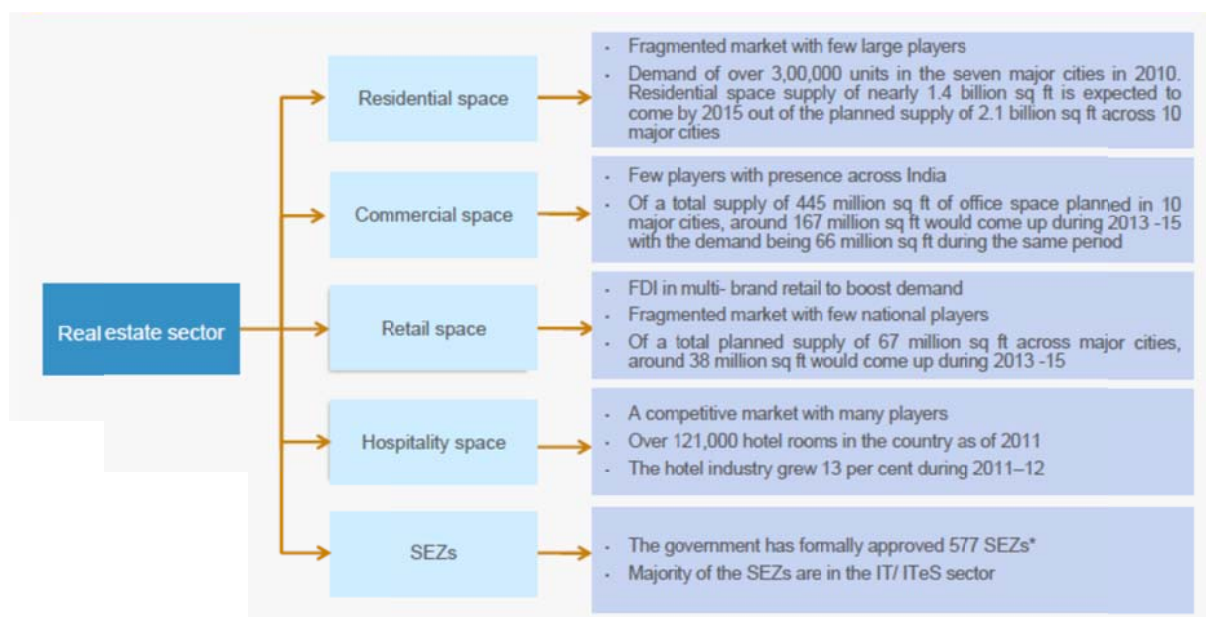 Real estate sector
Residential space
- Fragmented market with few large players
- Demand of over 3,00,000 units in the seven major cities in 2010.
Residential space supply of nearly 1.4 billion sq ft is expected to
come by 2015 out of the planned supply of 2.1 billion sq ft across 10
major cities
Commercial space
- Few players with presence across India
- Of a total supply of 445 million sq ft of office space planned in 10
major cities, around 167 million sq ft would come up during 2013 -15
with the demand being 66 million sq ft during the same period
Retail space
- FDI in multi- brand retail to boost demand
- Fragmented market with few national players
- Of a total planned supply of 67 million sq ft across major cities,
around 38 million sq ft would come up during 2013 -15
Hospitality space
- A competitive market with many players
- Over 121,000 hotel rooms in the country as of 2011
- The hotel industry grew 13 per cent during 2011–12
SEZs
- The government has formally approved 577 SEZs*
- Majority of the SEZs are in the IT/ ITeS sector